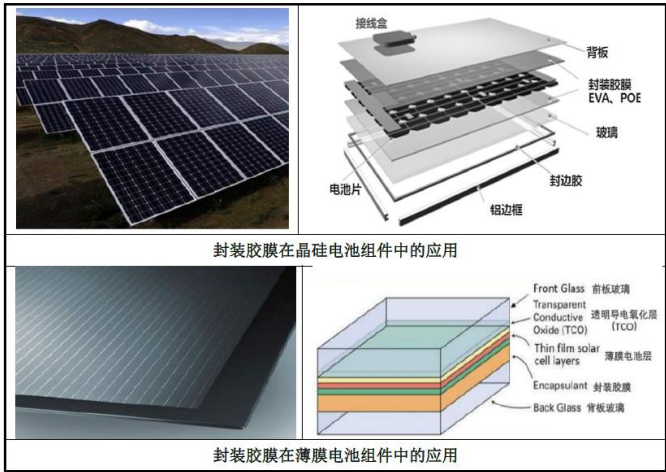 接线盒
背板
封装胶膜
EVA、POE
玻璃
封边胶
电池片
铝边框
封装胶膜在晶硅电池组件中的应用
Front Glass 前板玻璃
Transparent
Conductive
Oxide (TCO)
透明导电氧化层
(TCO)
Thin film solar
cell layers
薄膜电池层
Encapsulant 封装胶膜
Back Glass 背板玻璃
封装胶膜在薄膜电池组件中的应用